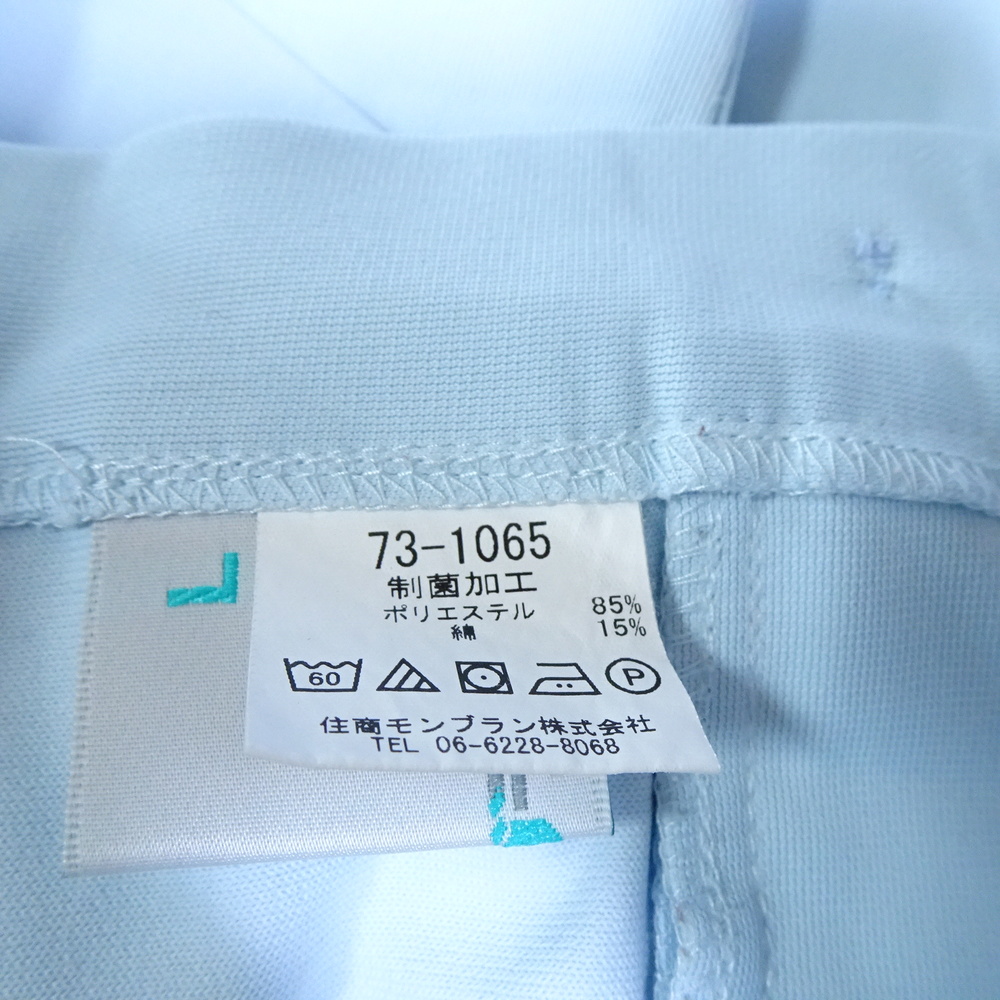 73-1065
制菌加工
ポリエステル 85%
綿 15%
60 P
住商モンブラン株式会社
TEL 06-6228-8068